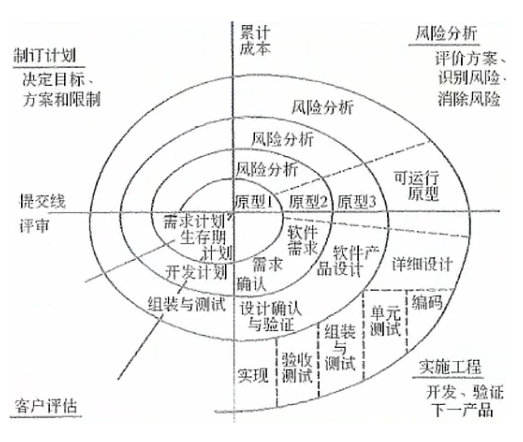 累计
成本
制订计划
决定目标、
方案和限制
风险分析
评价方案、
识别风险、
消除风险
风险分析
风险分析
风险分析
可运行
原型
提交线
原型1
原型2
原型3
评审
需求计划
生存期
计划
软件
需求
需求
确认
软件产
品设计
详细设计
开发计划
组装与测试
设计确认
与验证
实现
验收
测试
组装
与
测试
单元
测试
编码
客户评估
实施工程
开发、验证
下一产品